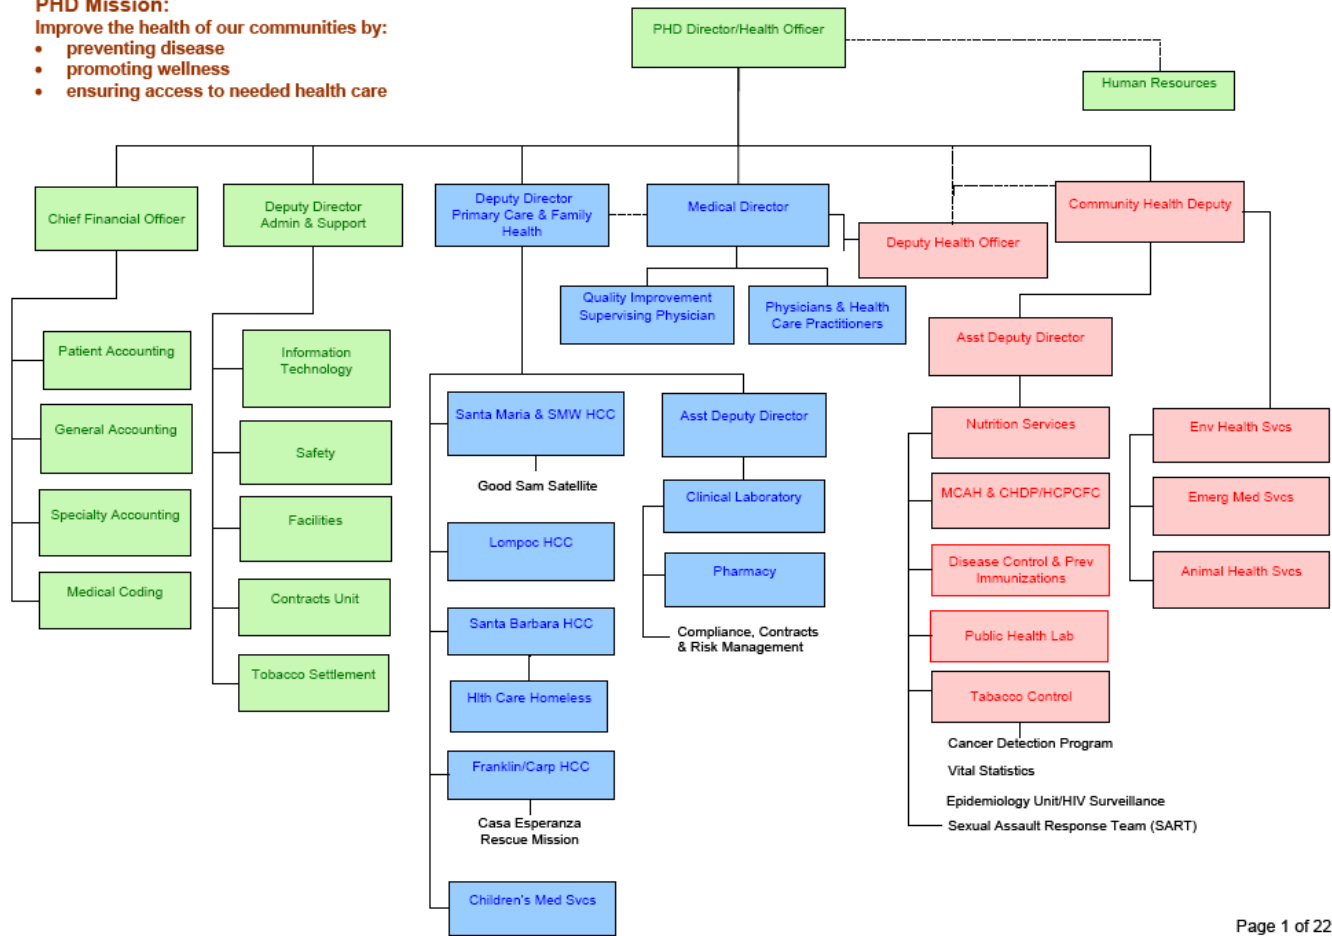 PHD Mission:
Improve the health of our communities by:
• preventing disease
• promoting wellness
• ensuring access to needed health care
PHD Director/Health Officer
Human Resources
Chief Financial Officer
Deputy Director
Admin & Support
Deputy Director
Primary Care & Family
Health
Medical Director
Deputy Health Officer
Community Health Deputy
Quality Improvement
Supervising Physician
Physicians & Health
Care Practitioners
Patient Accounting
General Accounting
Specialty Accounting
Medical Coding
Information
Technology
Safety
Facilities
Contracts Unit
Tobacco Settlement
Santa Maria & SMW HCC
Good Sam Satellite
Lompoc HCC
Santa Barbara HCC
Hlth Care Homeless
Franklin/Carp HCC
Casa Esperanza
Rescue Mission
Children's Med Svcs
Asst Deputy Director
Clinical Laboratory
Pharmacy
Compliance, Contracts
& Risk Management
Asst Deputy Director
Nutrition Services
MCAH & CHDP/HCPCFC
Disease Control & Prev
Immunizations
Public Health Lab
Tabacco Control
Cancer Detection Program
Vital Statistics
Epidemiology Unit/HIV Surveillance
Sexual Assault Response Team (SART)
Env Health Svcs
Emerg Med Svcs
Animal Health Svcs
Page 1 of 22